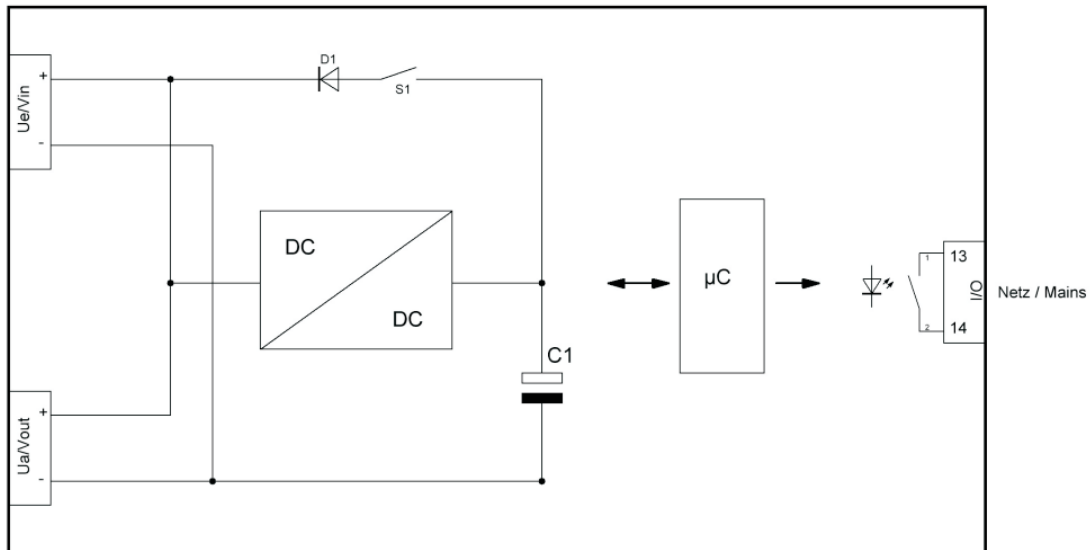 D1
S1
+
Ue/Vin
-
DC
DC
µC
1
13
I/O
Netz / Mains
2
14
C1
+
Ua/Vout
-